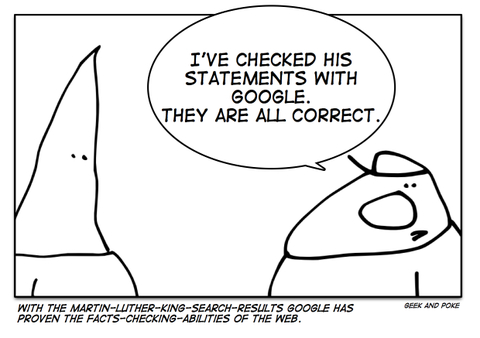 I'VE CHECKED HIS
STATEMENTS WITH
GOOGLE.
THEY ARE ALL CORRECT.
WITH THE MARTIN-LUTHER-KING-SEARCH-RESULTS GOOGLE HAS
PROVEN THE FACTS-CHECKING-ABILITIES OF THE WEB.
GEEK AND POKE